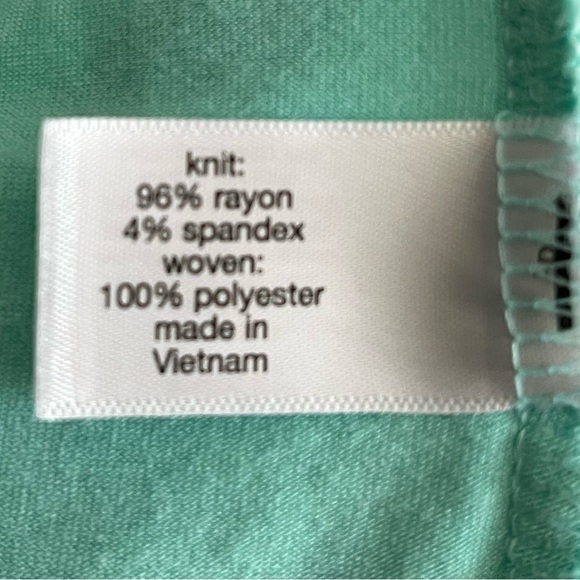 knit:
96% rayon
4% spandex
woven:
100% polyester
made in
Vietnam